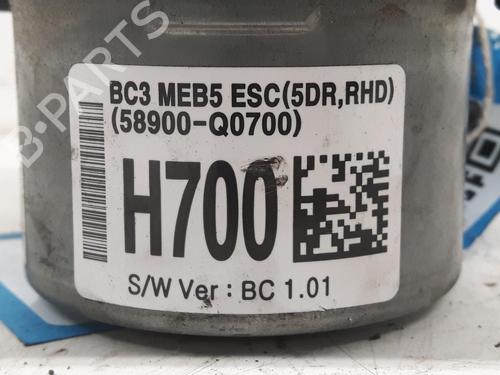 BC3 MEB5 ESC(5DR,RHD)
(58900-Q0700)
H700
S/W Ver : BC 1.01
B-PARTS